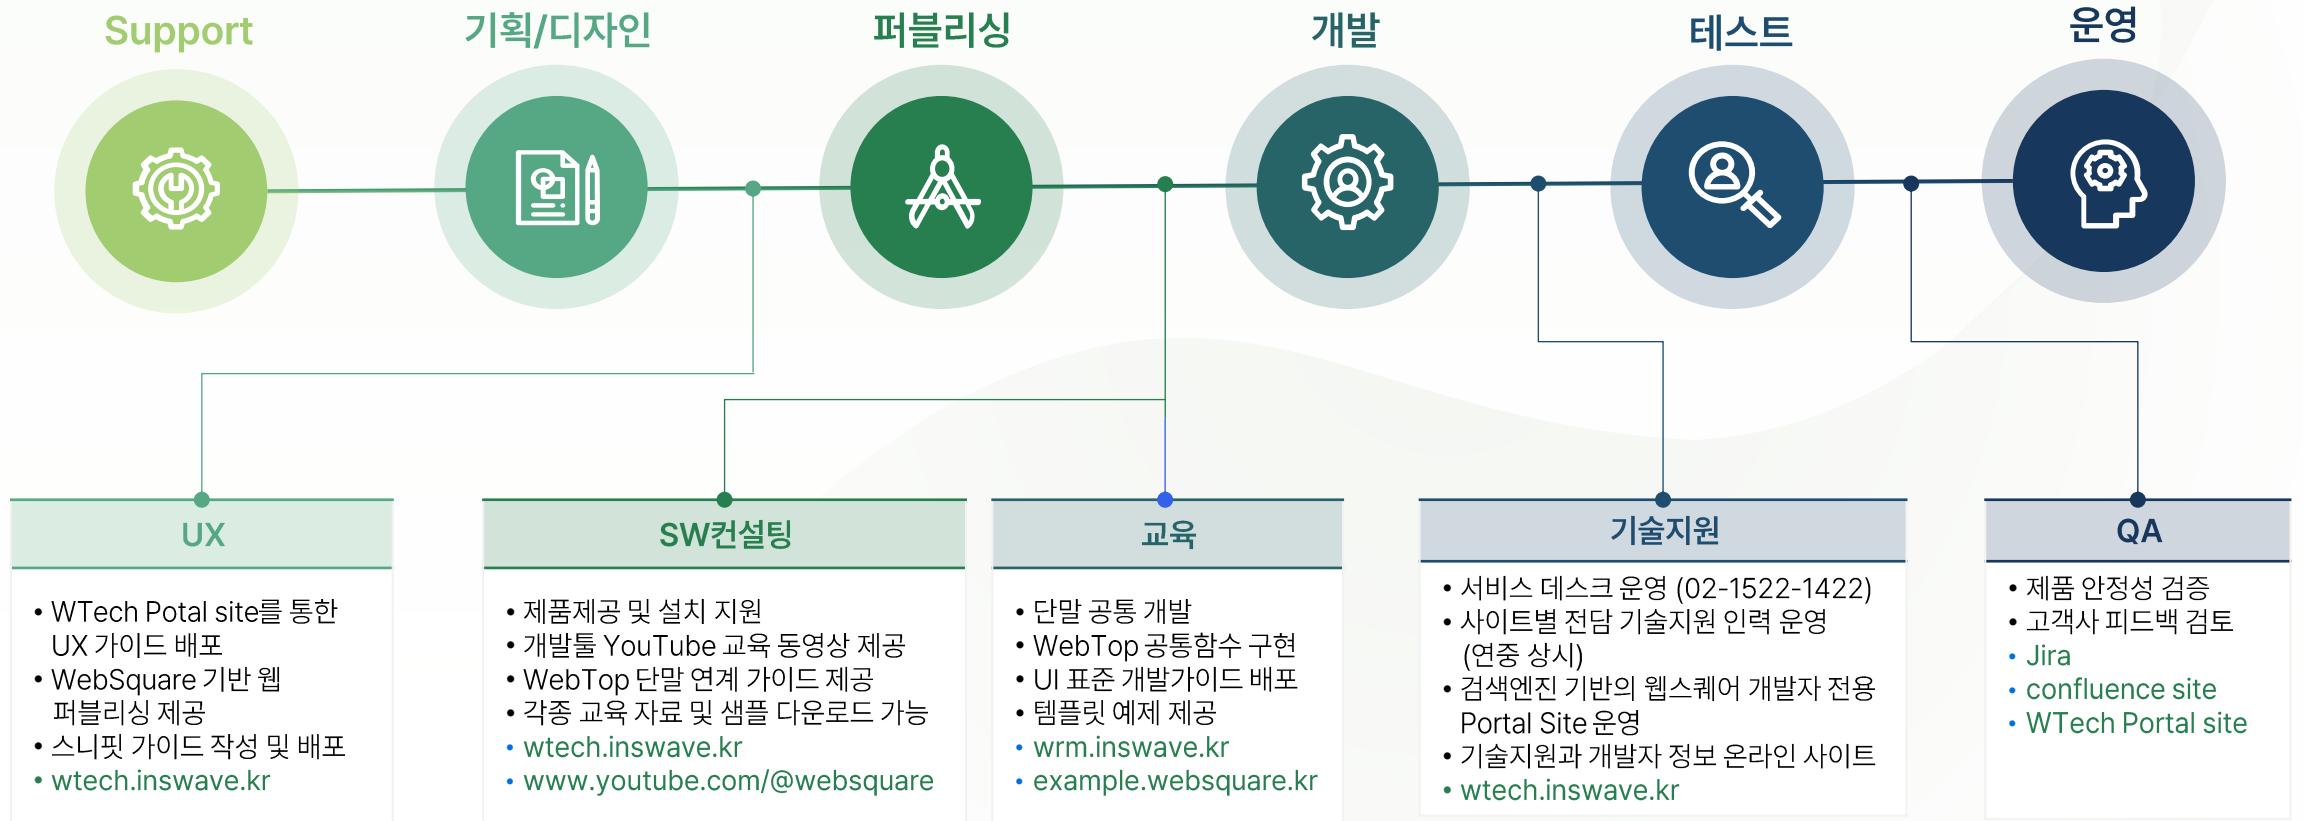 Support
기획/디자인
퍼블리싱
개발
테스트
운영
UX
• WTech Potal site를 통한
UX 가이드 배포
• WebSquare 기반 웹
퍼블리싱 제공
• 스니핏 가이드 작성 및 배포
• wtech.inswave.kr
SW컨설팅
• 제품제공 및 설치 지원
• 개발툴 YouTube 교육 동영상 제공
• WebTop 단말 연계 가이드 제공
• 각종 교육 자료 및 샘플 다운로드 가능
• wtech.inswave.kr
• www.youtube.com/@websquare
교육
• 단말 공통 개발
• WebTop 공통함수 구현
• UI 표준 개발가이드 배포
• 템플릿 예제 제공
• wrm.inswave.kr
• example.websquare.kr
기술지원
• 서비스 데스크 운영 (02-1522-1422)
• 사이트별 전담 기술지원 인력 운영
(연중 상시)
• 검색엔진 기반의 웹스퀘어 개발자 전용
Portal Site 운영
• 기술지원과 개발자 정보 온라인 사이트
• wtech.inswave.kr
QA
• 제품 안정성 검증
• 고객사 피드백 검토
• Jira
• confluence site
• WTech Portal site